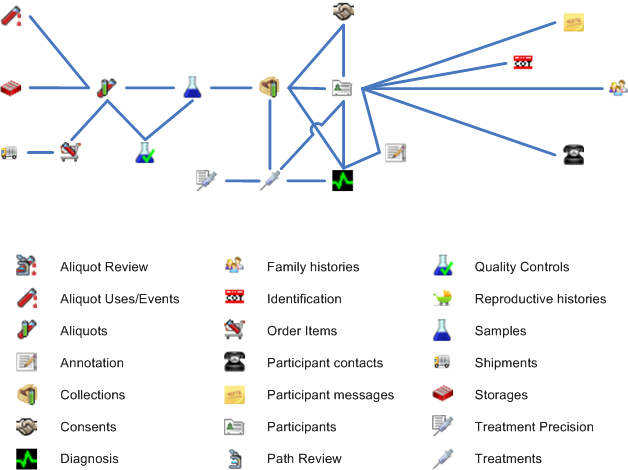 Aliquot Review
Family histories
Quality Controls
Aliquot Uses/Events
Identification
Reproductive histories
Aliquots
Order Items
Samples
Annotation
Participant contacts
Shipments
Collections
Participant messages
Storages
Consents
Participants
Treatment Precision
Diagnosis
Path Review
Treatments